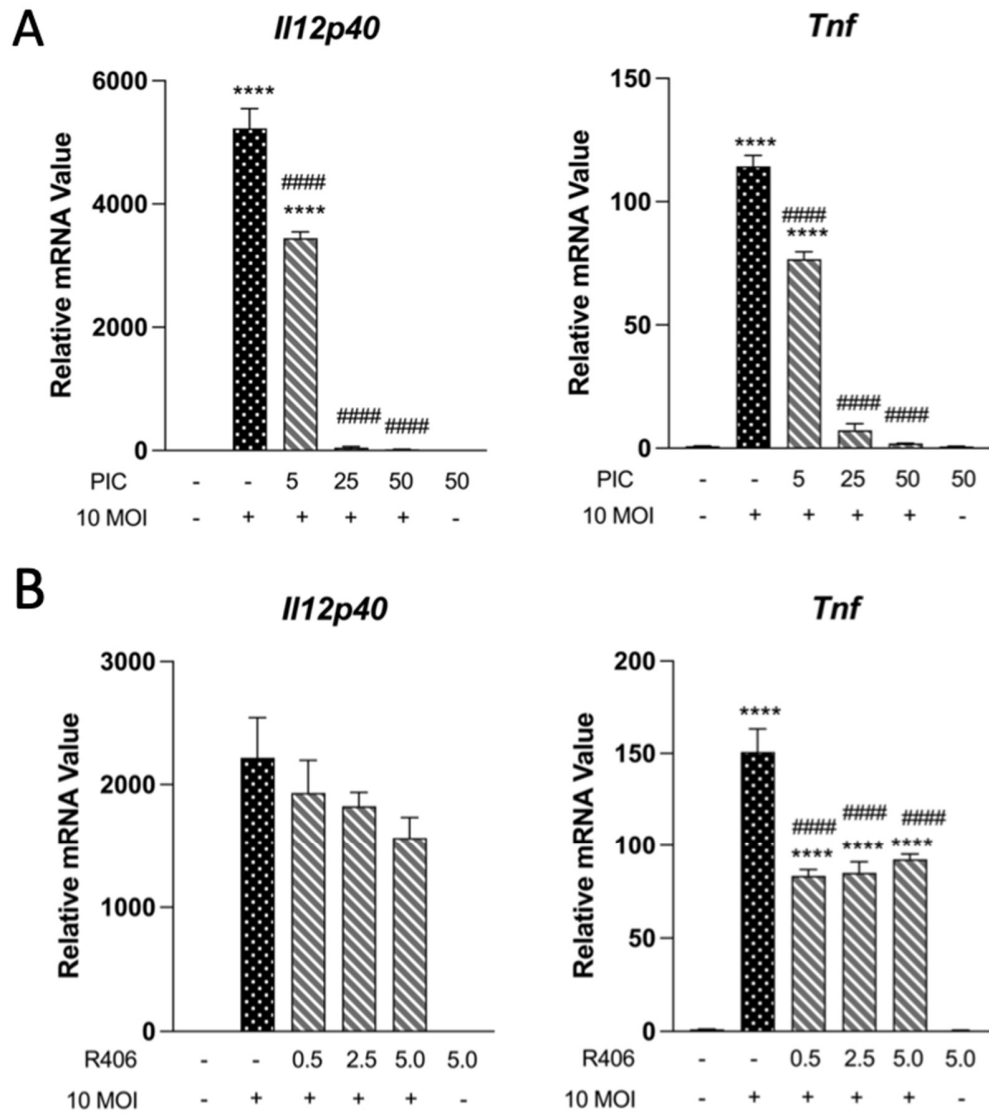 A
Il12p40
Tnf
Relative mRNA Value
6000
4000
2000
0
****
####
****
####
####
PIC - - 5 25 50 50
10 MOI - + + + + -
Relative mRNA Value
150
100
50
0
****
####
****
####
####
PIC - - 5 25 50 50
10 MOI - + + + + -
B
Il12p40
Tnf
Relative mRNA Value
3000
2000
1000
0
R406 - - 0.5 2.5 5.0 5.0
10 MOI - + + + + -
Relative mRNA Value
200
150
100
50
0
****
#### #### ####
**** **** ****
R406 - - 0.5 2.5 5.0 5.0
10 MOI - + + + + -